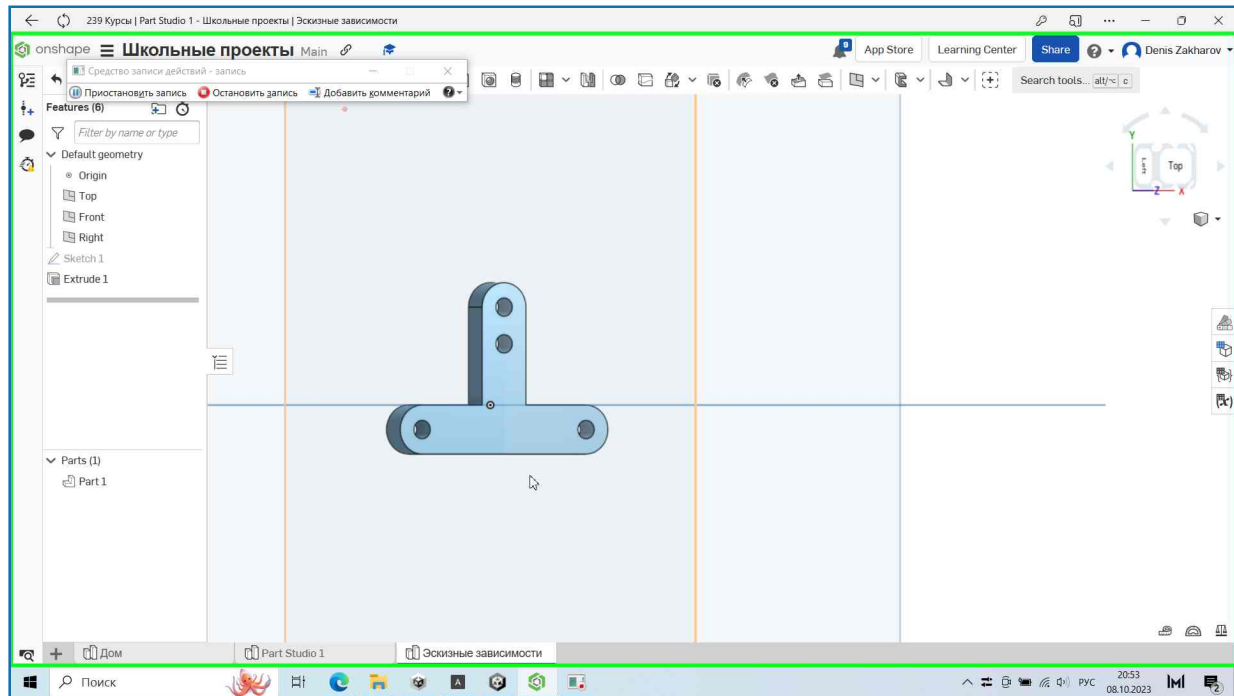 239 Курсы | Part Studio 1 - Школьные проекты | Эскизные зависимости
onshape Школьные проекты Main
9 App Store Learning Center Share Denis Zakharov
Средство записи действий - запись
Search tools... alt/~ c
Приостановить запись Остановить запись Добавить комментарий
Features (6)
Filter by name or type
Default geometry
Origin
Top
Front
Right
Sketch 1
Extrude 1
Y
Left
Top
Z X
Parts (1)
Part 1
Дом Part Studio 1 Эскизные зависимости
Поиск
РУС
20:53
08.10.2023
2